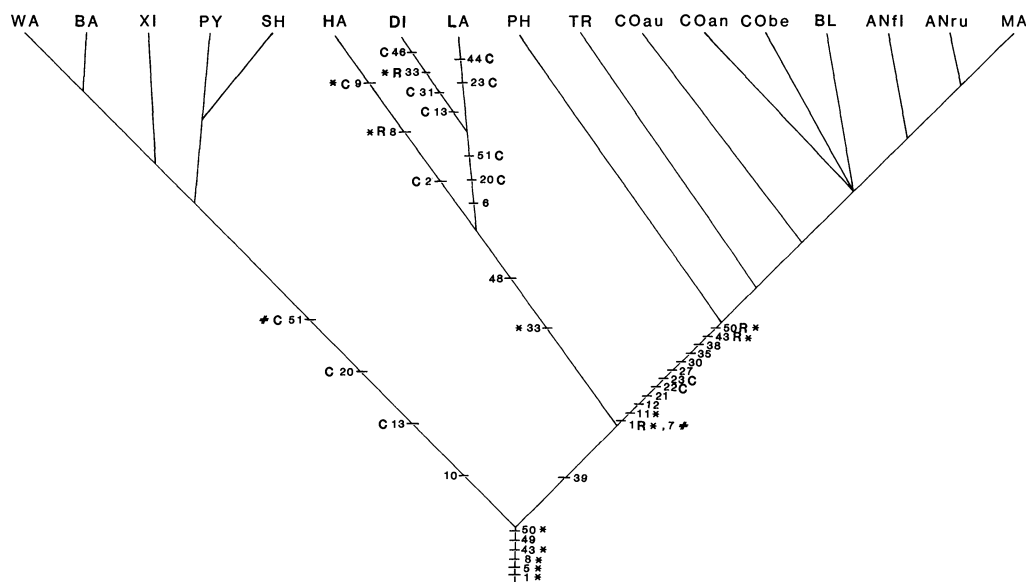 WA BA XI PY SH HA DI LA PH TR COau COan CObe BL ANfl ANru MA
C 46
44 C
* R 33
* C 9
23 C
C 31
C 13
* R 8
51 C
C 2
20 C
6
48
≠ C 51
* 33
50 R *
43 R *
38
35
30
27
23 C
22 C
21
12
11 *
1 R * , 7 ≠
C 20
C 13
10
39
50 *
49
43 *
8 *
5 *
1 *